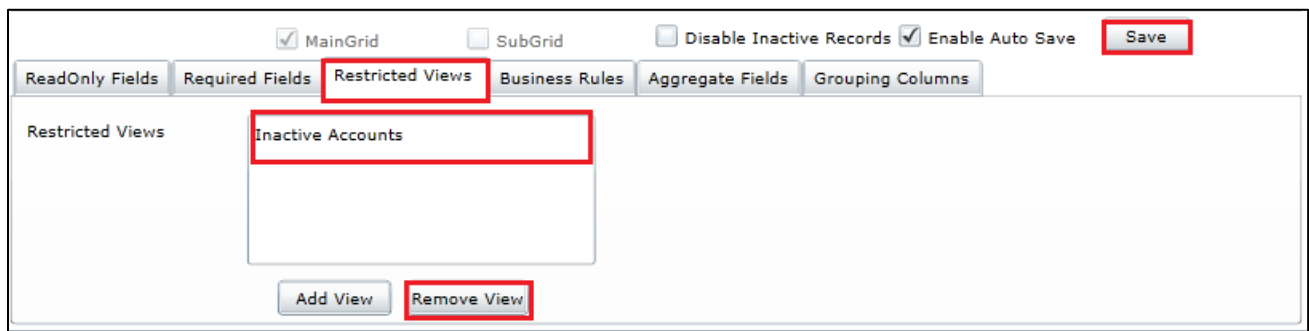 MainGrid SubGrid Disable Inactive Records Enable Auto Save Save
ReadOnly Fields Required Fields Restricted Views Business Rules Aggregate Fields Grouping Columns
Restricted Views Inactive Accounts
Add View Remove View